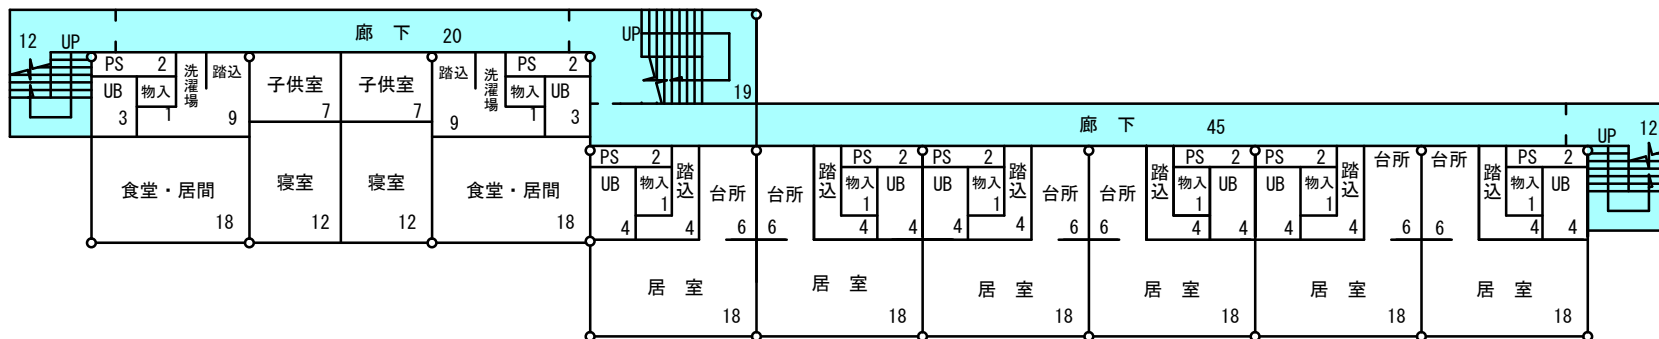 廊 下 20
12 UP
UP
19
PS 2
洗濯場
踏込
子供室
7
子供室
7
踏込
洗濯場
PS 2
UB
3
物入
1
9
9
物入
1
UB
3
食堂・居間
18
寝室
12
寝室
12
食堂・居間
18
廊 下 45
UP 12
PS 2
踏込
UB
4
物入
1
4
台所
6
居 室
18
台所
6
踏込
PS 2
物入
1
4
UB
4
居 室
18
PS 2
踏込
UB
4
物入
1
4
台所
6
居 室
18
台所
6
踏込
PS 2
物入
1
4
UB
4
居 室
18
PS 2
踏込
UB
4
物入
1
4
台所
6
居 室
18
台所
6
踏込
PS 2
物入
1
4
UB
4
居 室
18